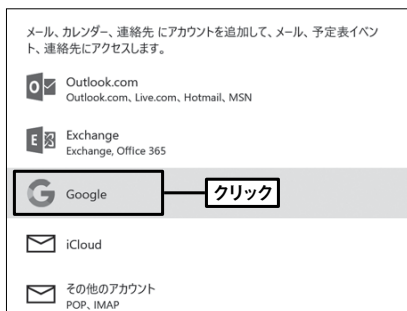 メール、カレンダー、連絡先 にアカウントを追加して、メール、予定表イベン
ト、連絡先にアクセスします。
Outlook.com
Outlook.com、Live.com、Hotmail、MSN
Exchange
Exchange, Office 365
Google
クリック
iCloud
その他のアカウント
POP、IMAP